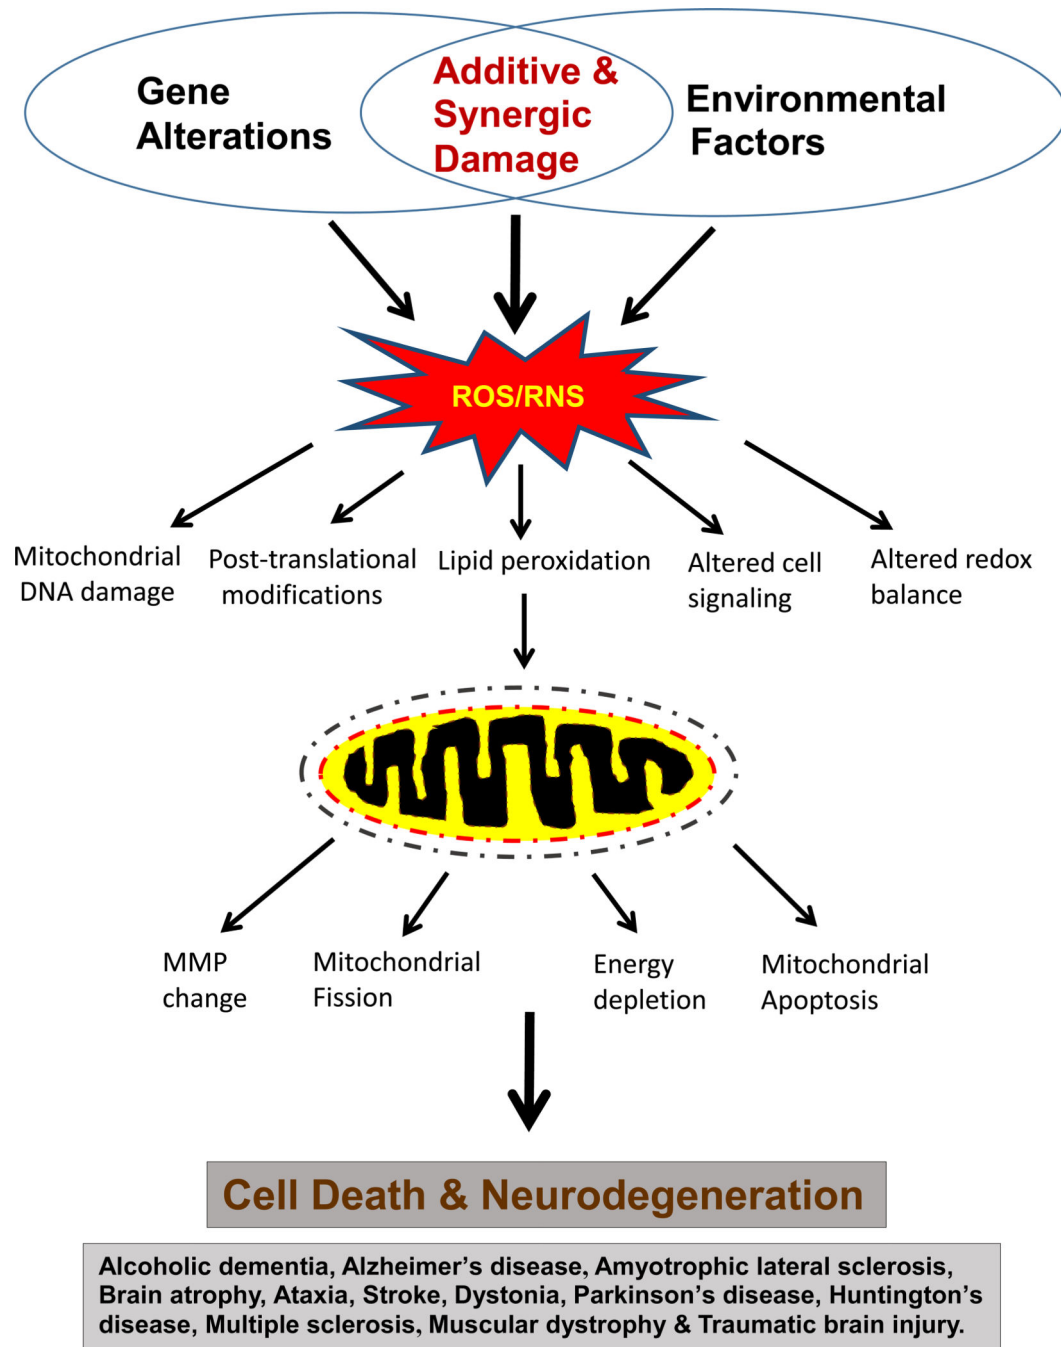 Gene
Alterations
Additive &
Synergic
Damage
Environmental
Factors
ROS/RNS
Mitochondrial
DNA damage
Post-translational
modifications
Lipid peroxidation
Altered cell
signaling
Altered redox
balance
MMP
change
Mitochondrial
Fission
Energy
depletion
Mitochondrial
Apoptosis
Cell Death & Neurodegeneration
Alcoholic dementia, Alzheimer’s disease, Amyotrophic lateral sclerosis,
Brain atrophy, Ataxia, Stroke, Dystonia, Parkinson’s disease, Huntington’s
disease, Multiple sclerosis, Muscular dystrophy & Traumatic brain injury.